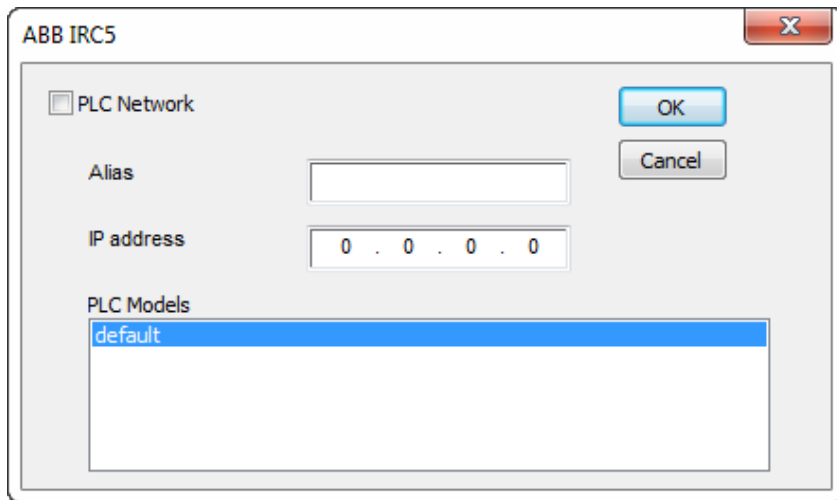 ABB IRC5
PLC Network
OK
Alias
Cancel
IP address
0 . 0 . 0 . 0
PLC Models
default